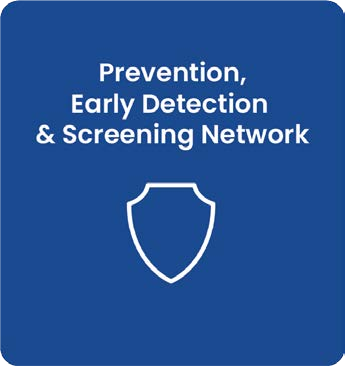 Prevention,
Early Detection
& Screening Network